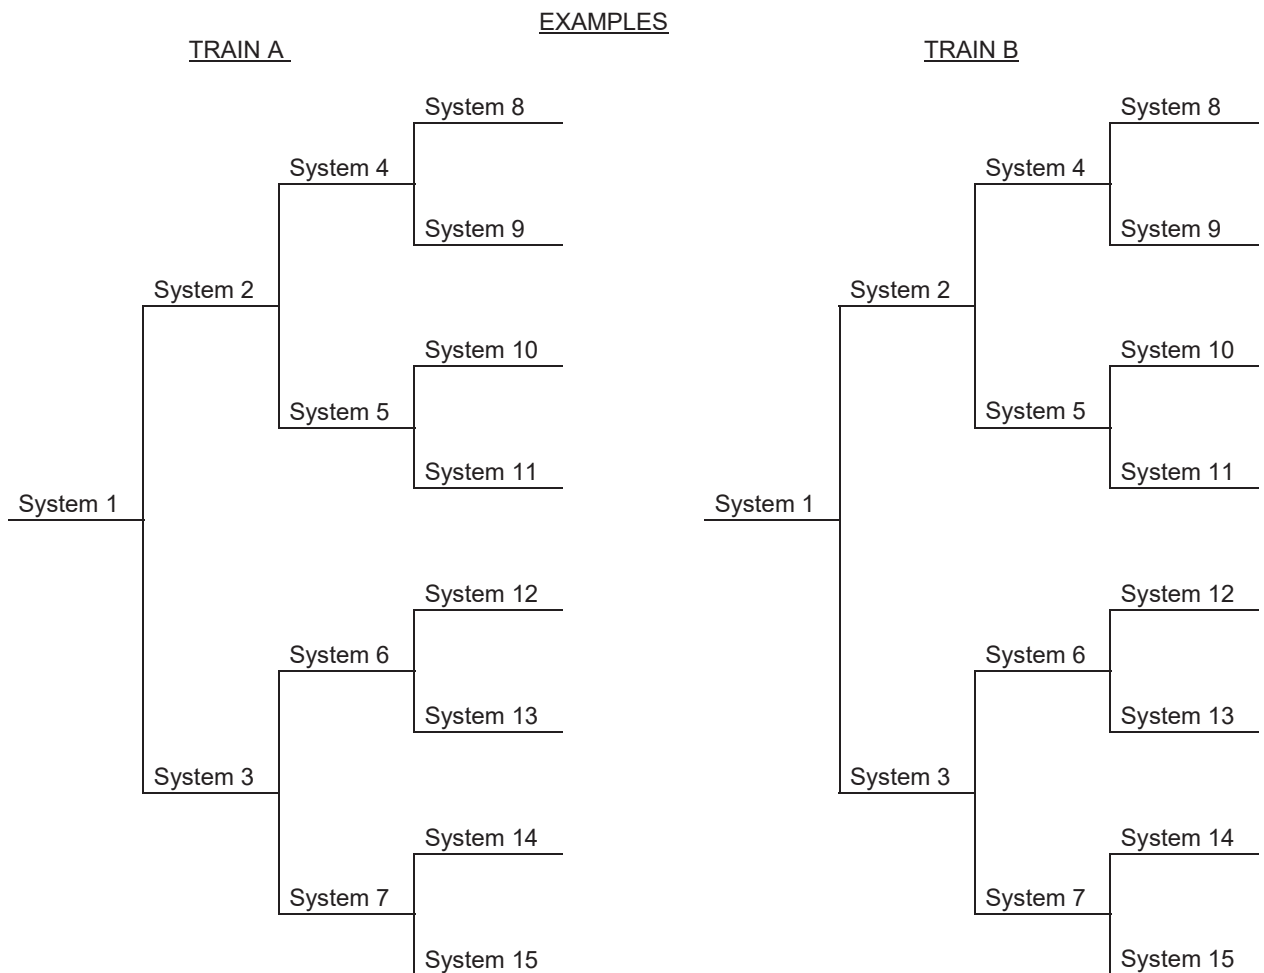 EXAMPLES
TRAIN A
TRAIN B
System 8
System 8
System 4
System 4
System 9
System 9
System 2
System 2
System 10
System 10
System 5
System 5
System 11
System 11
System 1
System 1
System 12
System 12
System 6
System 6
System 13
System 13
System 3
System 3
System 14
System 14
System 7
System 7
System 15
System 15